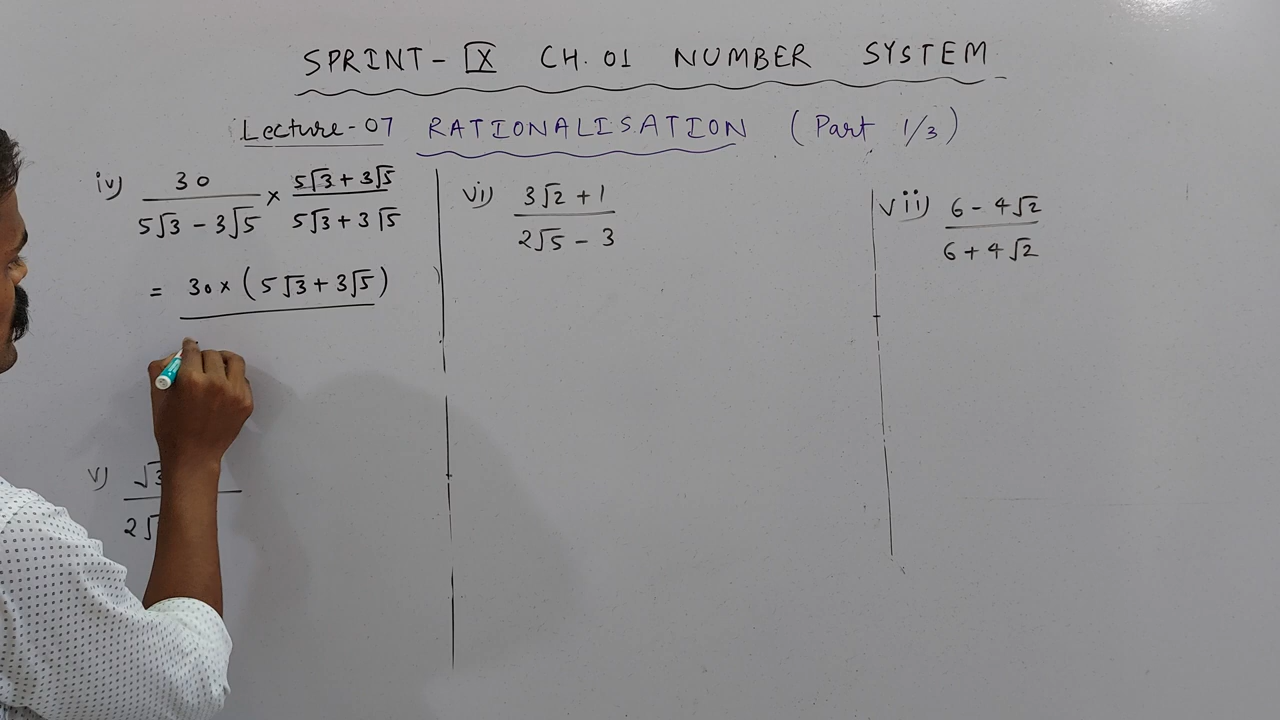 SPRINT-IX CH. 01 NUMBER SYSTEM
Lecture-07 RATIONALISATION (Part 1/3)
iv) 30 / 5√3 - 3√5 × 5√3 + 3√5 / 5√3 + 3√5
= 30 × (5√3 + 3√5)
v) √3
2√
vi) 3√2 + 1 / 2√5 - 3
vii) 6 - 4√2 / 6 + 4√2